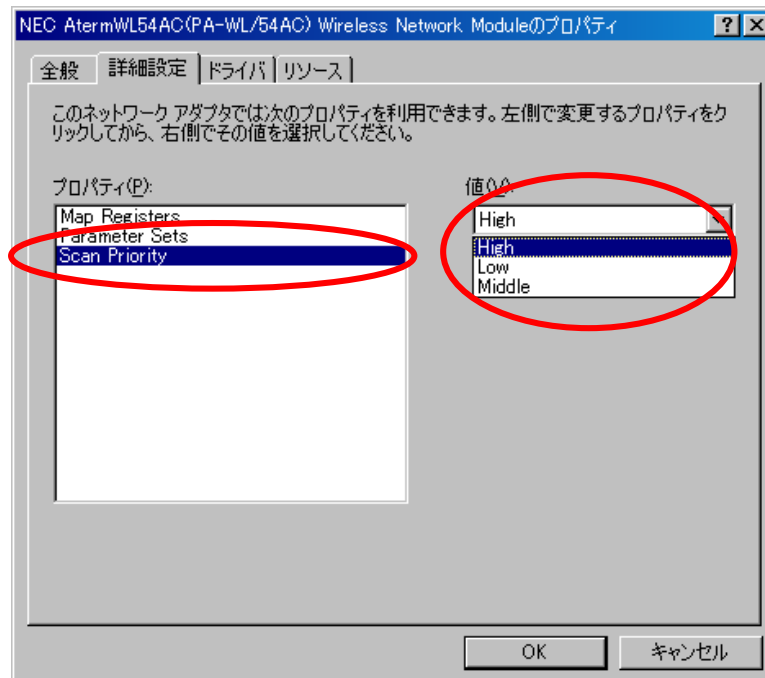 NEC AtermWL54AC(PA-WL/54AC) Wireless Network Moduleのプロパティ
全般 詳細設定 ドライバ リソース
このネットワーク アダプタでは次のプロパティを利用できます。左側で変更するプロパティをク
リックしてから、右側でその値を選択してください。
プロパティ(P):
値(V):
Map Registers
Parameter Sets
Scan Priority
High
High
Low
Middle
OK キャンセル